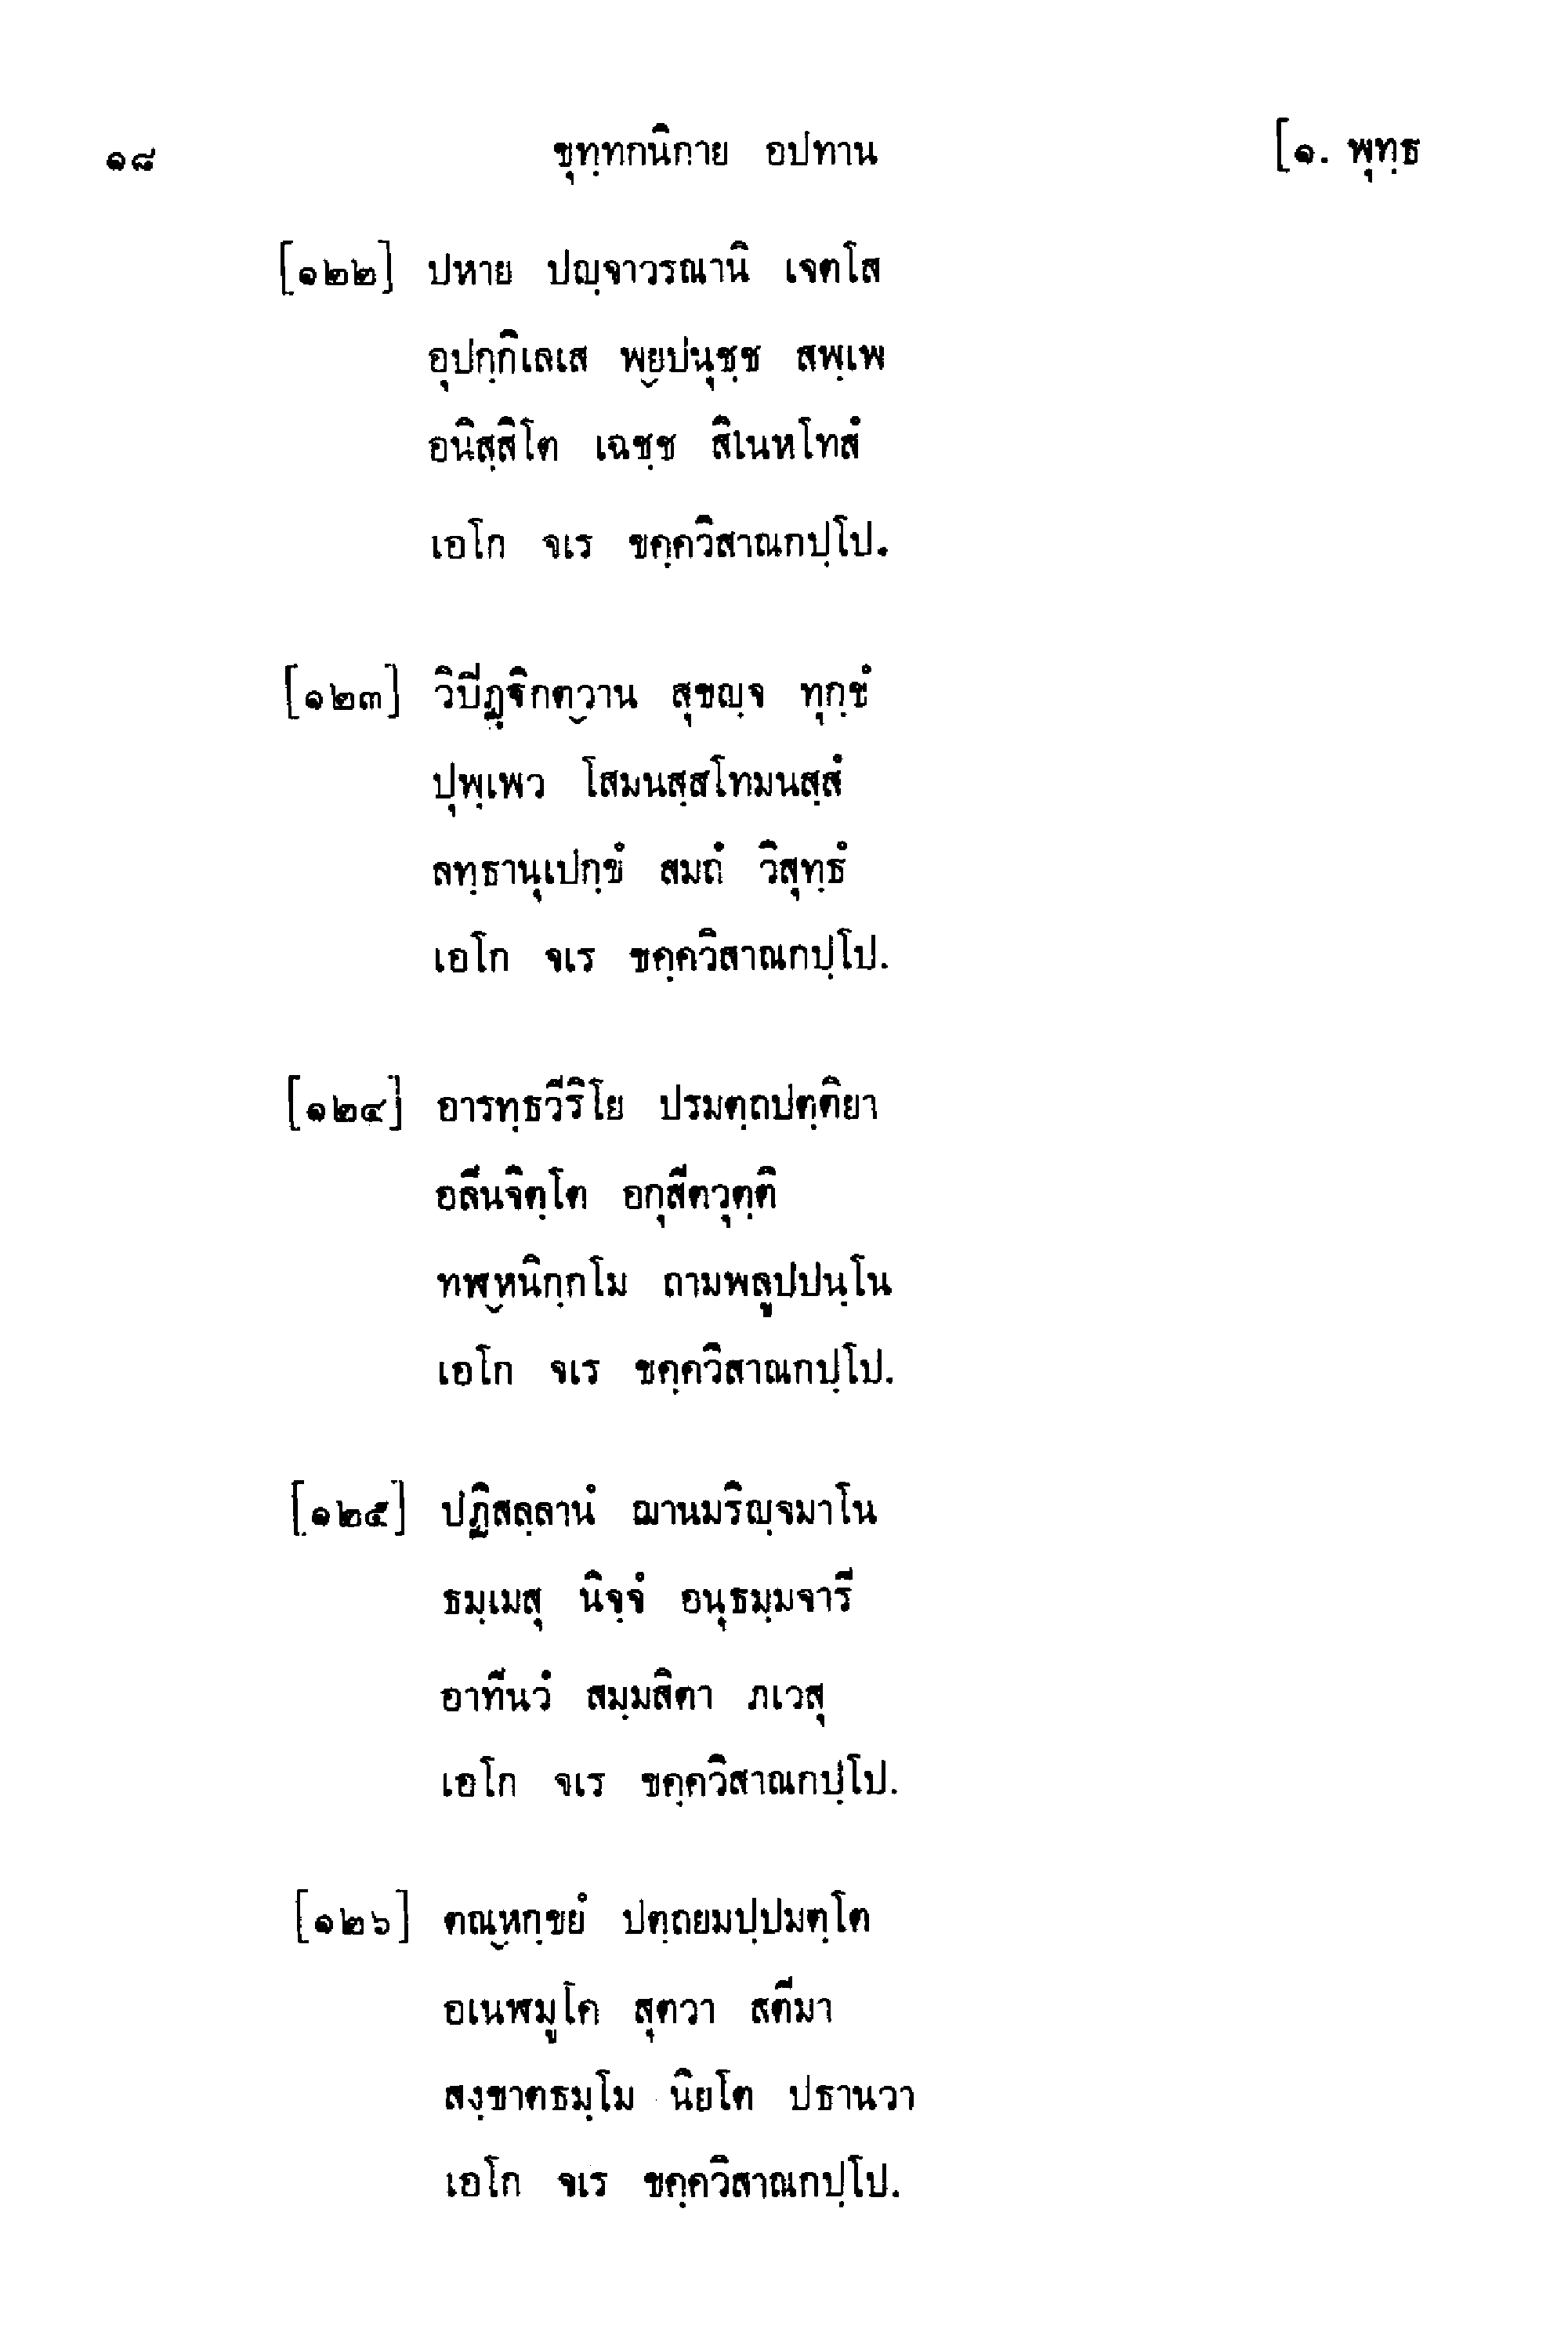 ๑๘ ขุทฺทกนิกาย อปทาน [๑. พุทฺธ
[๑๒๒] ปหาย ปญฺจาวรณานิ เจตโส
อุปกฺกิเลเส พ๎ยปนุชฺช สพฺเพ
อนิสฺสิโต เฉชฺช สิเนหโทสํ
เอโก จเร ขคฺควิสาณกปฺโป.
[๑๒๓] วิบีฏฺฐิกต๎วาน สุขญฺจ ทุกฺขํ
ปุพฺเพว โสมนสฺสโทมนสฺสํ
ลทฺธานุเปกฺขํ สมถํ วิสุทฺธํ
เอโก จเร ขคฺควิสาณกปฺโป.
[๑๒๔] อารทฺธวีริโย ปรมตฺถปตฺติยา
อลีนจิตฺโต อกุสีตวุตฺติ
ทฬ๎หนิกฺกโม ถามพลูปปนฺโน
เอโก จเร ขคฺควิสาณกปฺโป.
[๑๒๕] ปฏิสลฺลานํ ฌานมริญฺจมาโน
ธมฺเมสุ นิจฺจํ อนุธมฺมจารี
อาทีนวํ สมฺมสิตา ภเวสุ
เอโก จเร ขคฺควิสาณกปฺโป.
[๑๒๖] ตณ๎หกฺขยํ ปตฺถยมปฺปมตฺโต
อเนฬมูโค สุตวา สตีมา
สงฺขาตธมฺโม นิยโต ปธานวา
เอโก จเร ขคฺควิสาณกปฺโป.